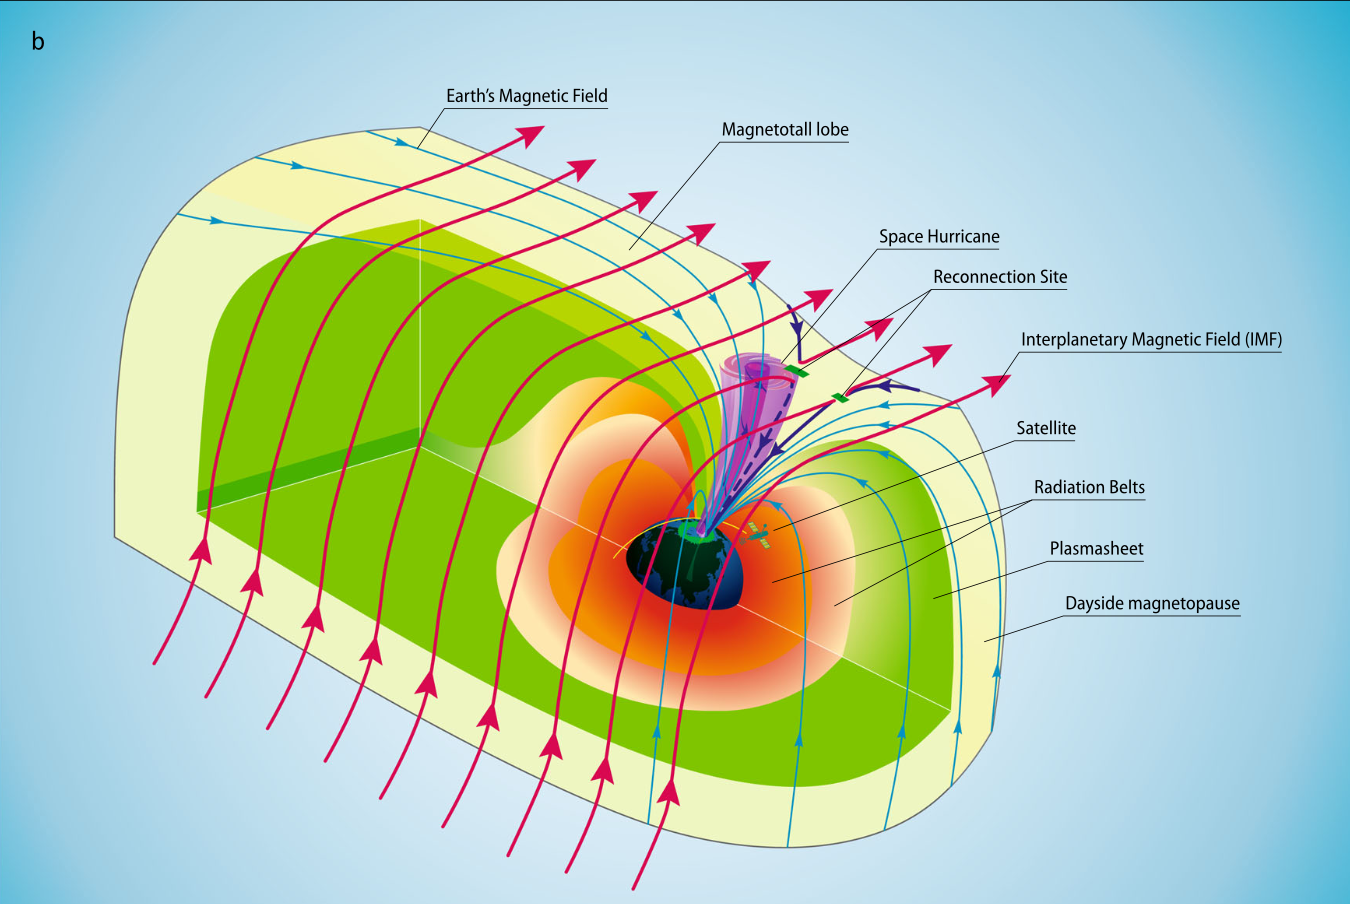 b
Earth's Magnetic Field
Magnetotall lobe
Space Hurricane
Reconnection Site
Interplanetary Magnetic Field (IMF)
Satellite
Radiation Belts
Plasmasheet
Dayside magnetopause